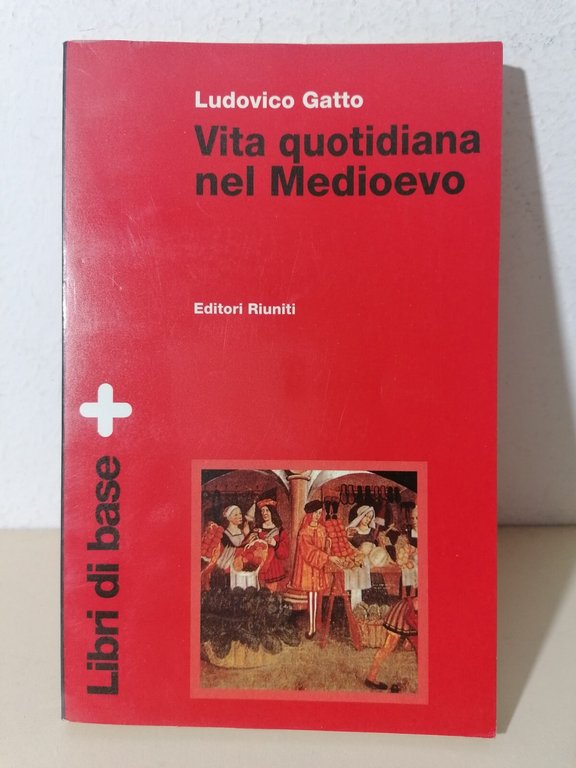 Ludovico Gatto
Vita quotidiana
nel Medioevo
Editori Riuniti
Libri di base +